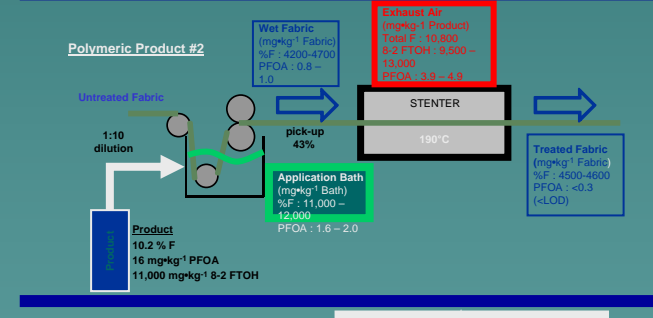 Polymeric Product #2
Untreated Fabric
1:10
dilution
Product
Product
10.2 % F
16 mg•kg-1 PFOA
11,000 mg•kg-1 8-2 FTOH
Wet Fabric
(mg•kg-1 Fabric)
%F : 4200-4700
PFOA : 0.8 –
1.0
pick-up
43%
Application Bath
(mg•kg-1 Bath)
%F : 11,000 –
12,000
PFOA : 1.6 – 2.0
Exhaust Air
(mg•kg-1 Product)
Total F : 10,800
8-2 FTOH : 9,500 –
13,000
PFOA : 3.9 – 4.9
STENTER
190°C
Treated Fabric
(mg•kg-1 Fabric)
%F : 4500-4600
PFOA : <0.3
(<LOD)